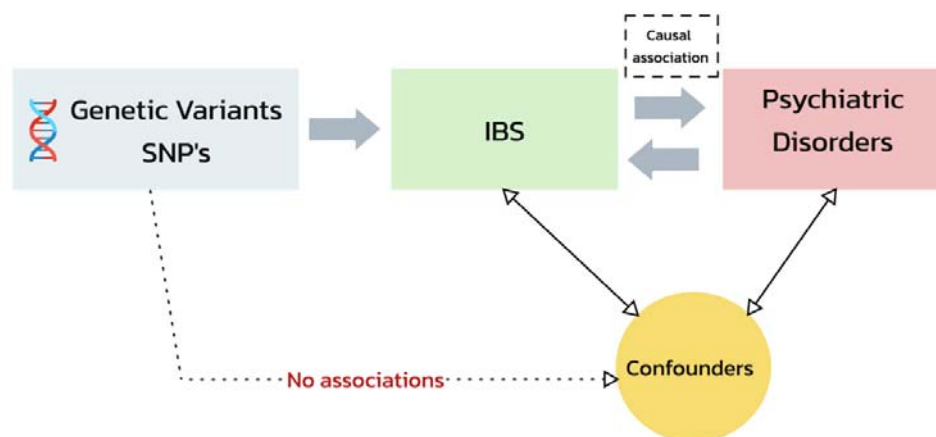 Causal
association
Genetic Variants
SNP's
IBS
Psychiatric
Disorders
Confounders
No associations